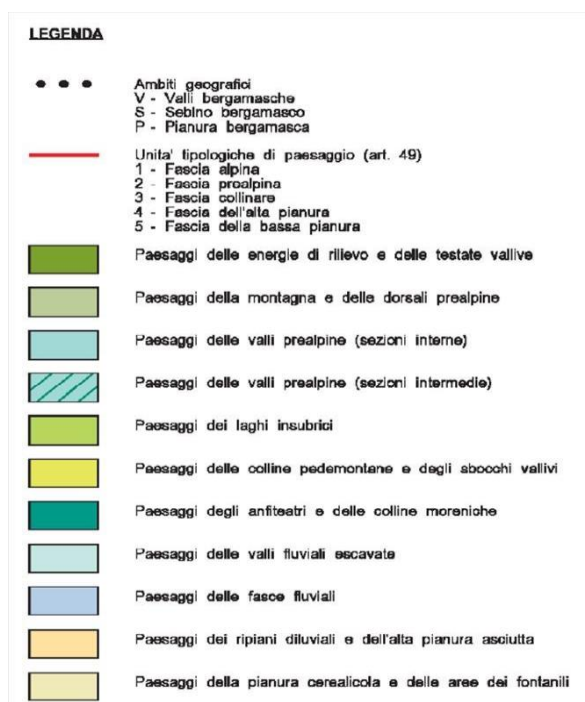 LEGENDA
Ambiti geografici
V - Valli bergamasche
S - Sebino bergamasco
P - Pianura bergamasca
Unita' tipologiche di paesaggio (art. 49)
1 - Fascia alpina
2 - Fascia prealpina
3 - Fascia collinare
4 - Fascia dell'alta pianura
5 - Fascia della bassa pianura
Paesaggi delle energie di rilievo e delle testate vallive
Paesaggi della montagna e delle dorsali prealpine
Paesaggi delle valli prealpine (sezioni interne)
Paesaggi delle valli prealpine (sezioni intermedie)
Paesaggi dei laghi insubrici
Paesaggi delle colline pedemontane e degli sbocchi vallivi
Paesaggi degli anfiteatri e delle colline moreniche
Paesaggi delle valli fluviali escavate
Paesaggi delle fasce fluviali
Paesaggi dei ripiani diluviali e dell'alta pianura asciutta
Paesaggi della pianura cerealicola e delle aree dei fontanili